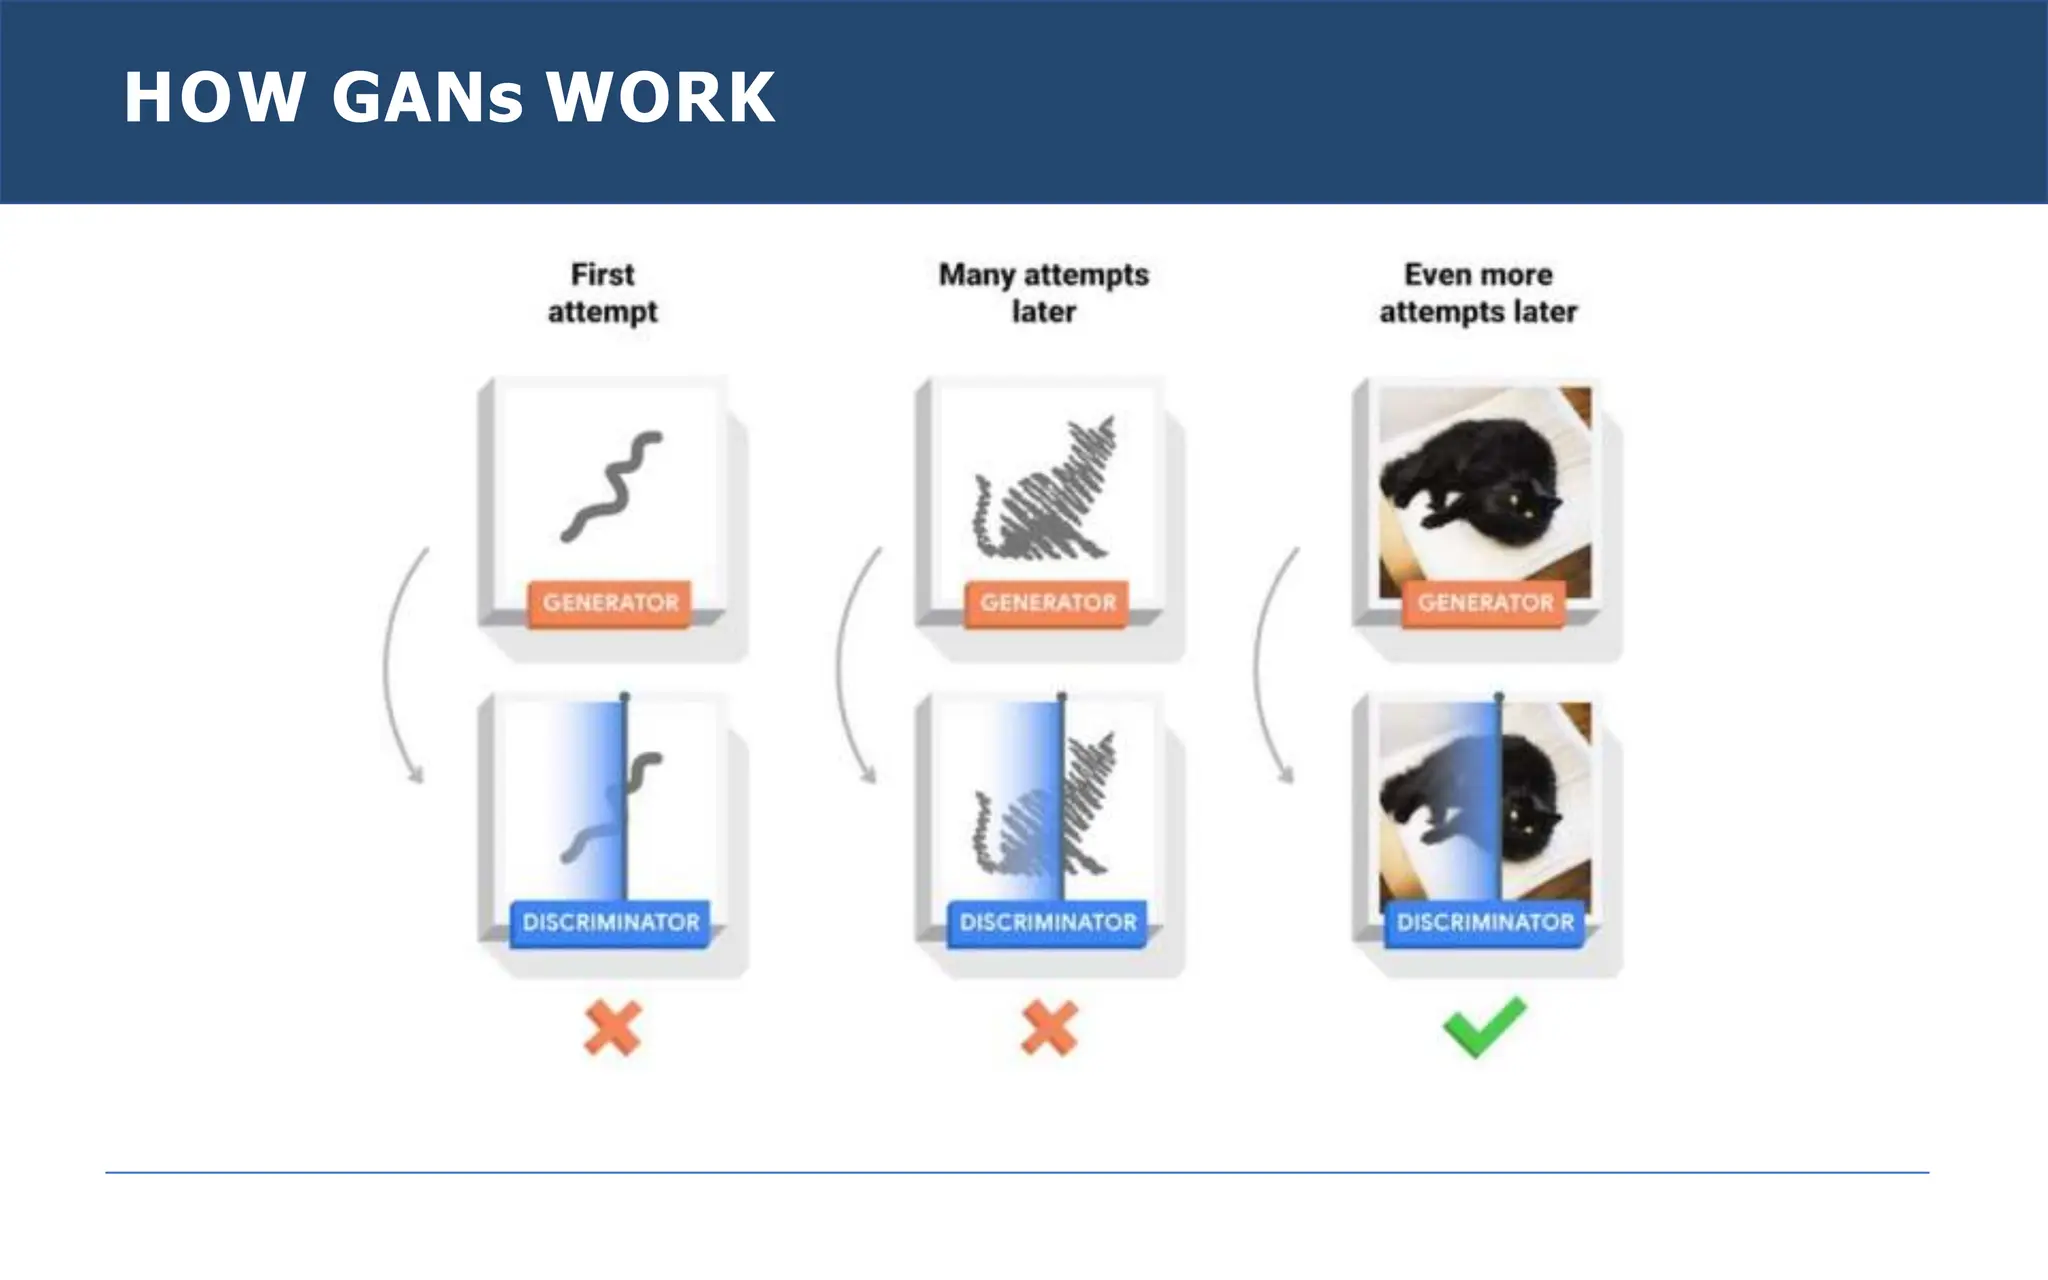 HOW GANs WORK
First
attempt
Many attempts
later
Even more
attempts later
GENERATOR
GENERATOR
GENERATOR
DISCRIMINATOR
DISCRIMINATOR
DISCRIMINATOR